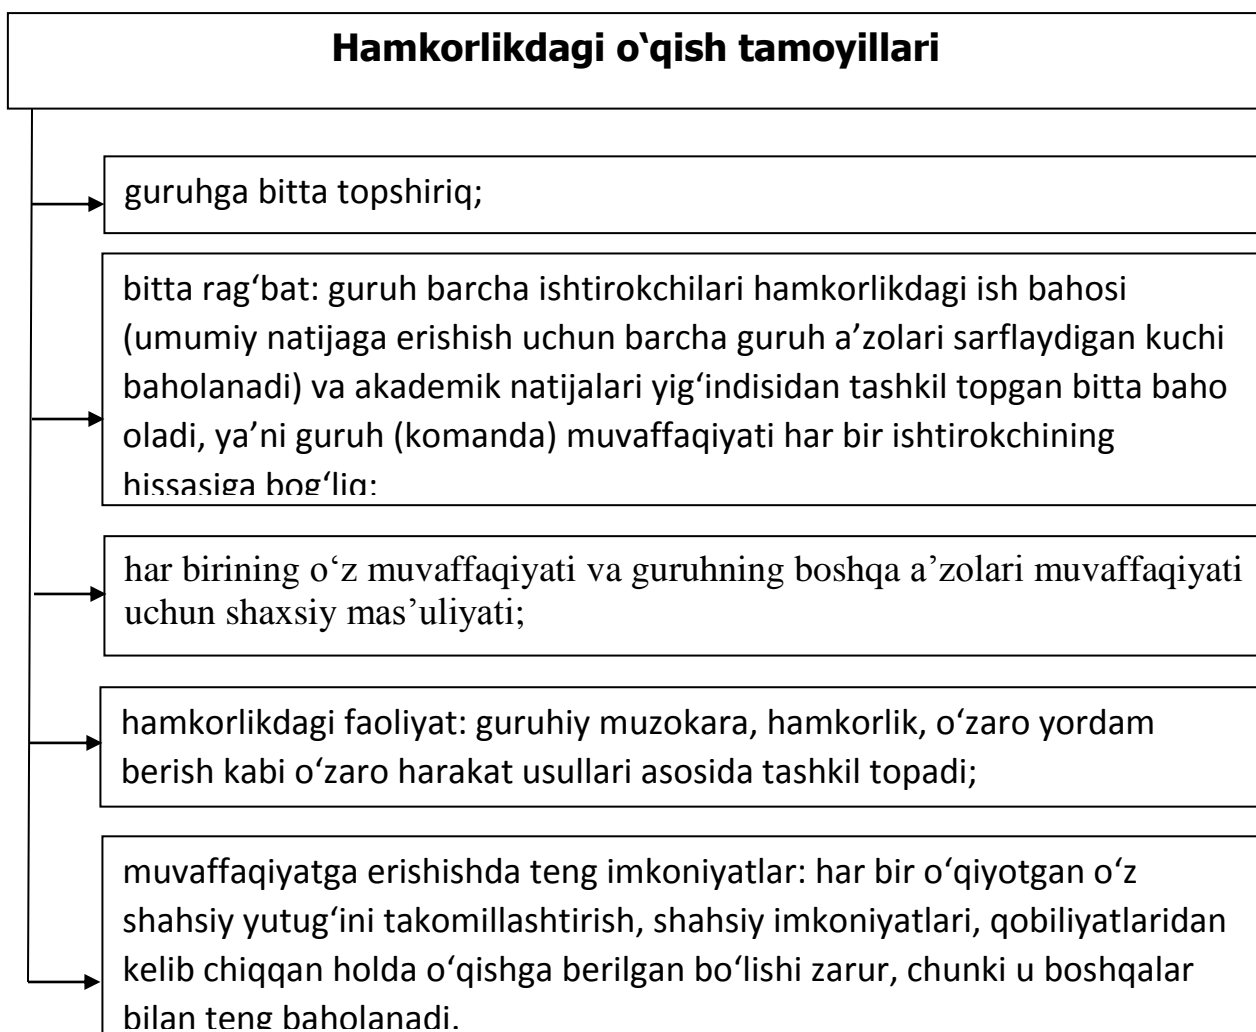 Hamkorlikdagi o‘qish tamoyillari
guruhga bitta topshiriq;
bitta rag‘bat: guruh barcha ishtirokchilari hamkorlikdagi ish bahosi
(umumiy natijaga erishish uchun barcha guruh a’zolari sarflaydigan kuchi
baholanadi) va akademik natijalari yig‘indisidan tashkil topgan bitta baho
oladi, ya’ni guruh (komanda) muvaffaqiyati har bir ishtirokchining
hissasiga bog‘liq;
har birining o‘z muvaffaqiyati va guruhning boshqa a’zolari muvaffaqiyati
uchun shaxsiy mas’uliyati;
hamkorlikdagi faoliyat: guruhiy muzokara, hamkorlik, o‘zaro yordam
berish kabi o‘zaro harakat usullari asosida tashkil topadi;
muvaffaqiyatga erishishda teng imkoniyatlar: har bir o‘qiyotgan o‘z
shahsiy yutug‘ini takomillashtirish, shahsiy imkoniyatlari, qobiliyatlaridan
kelib chiqqan holda o‘qishga berilgan bo‘lishi zarur, chunki u boshqalar
bilan teng baholanadi.